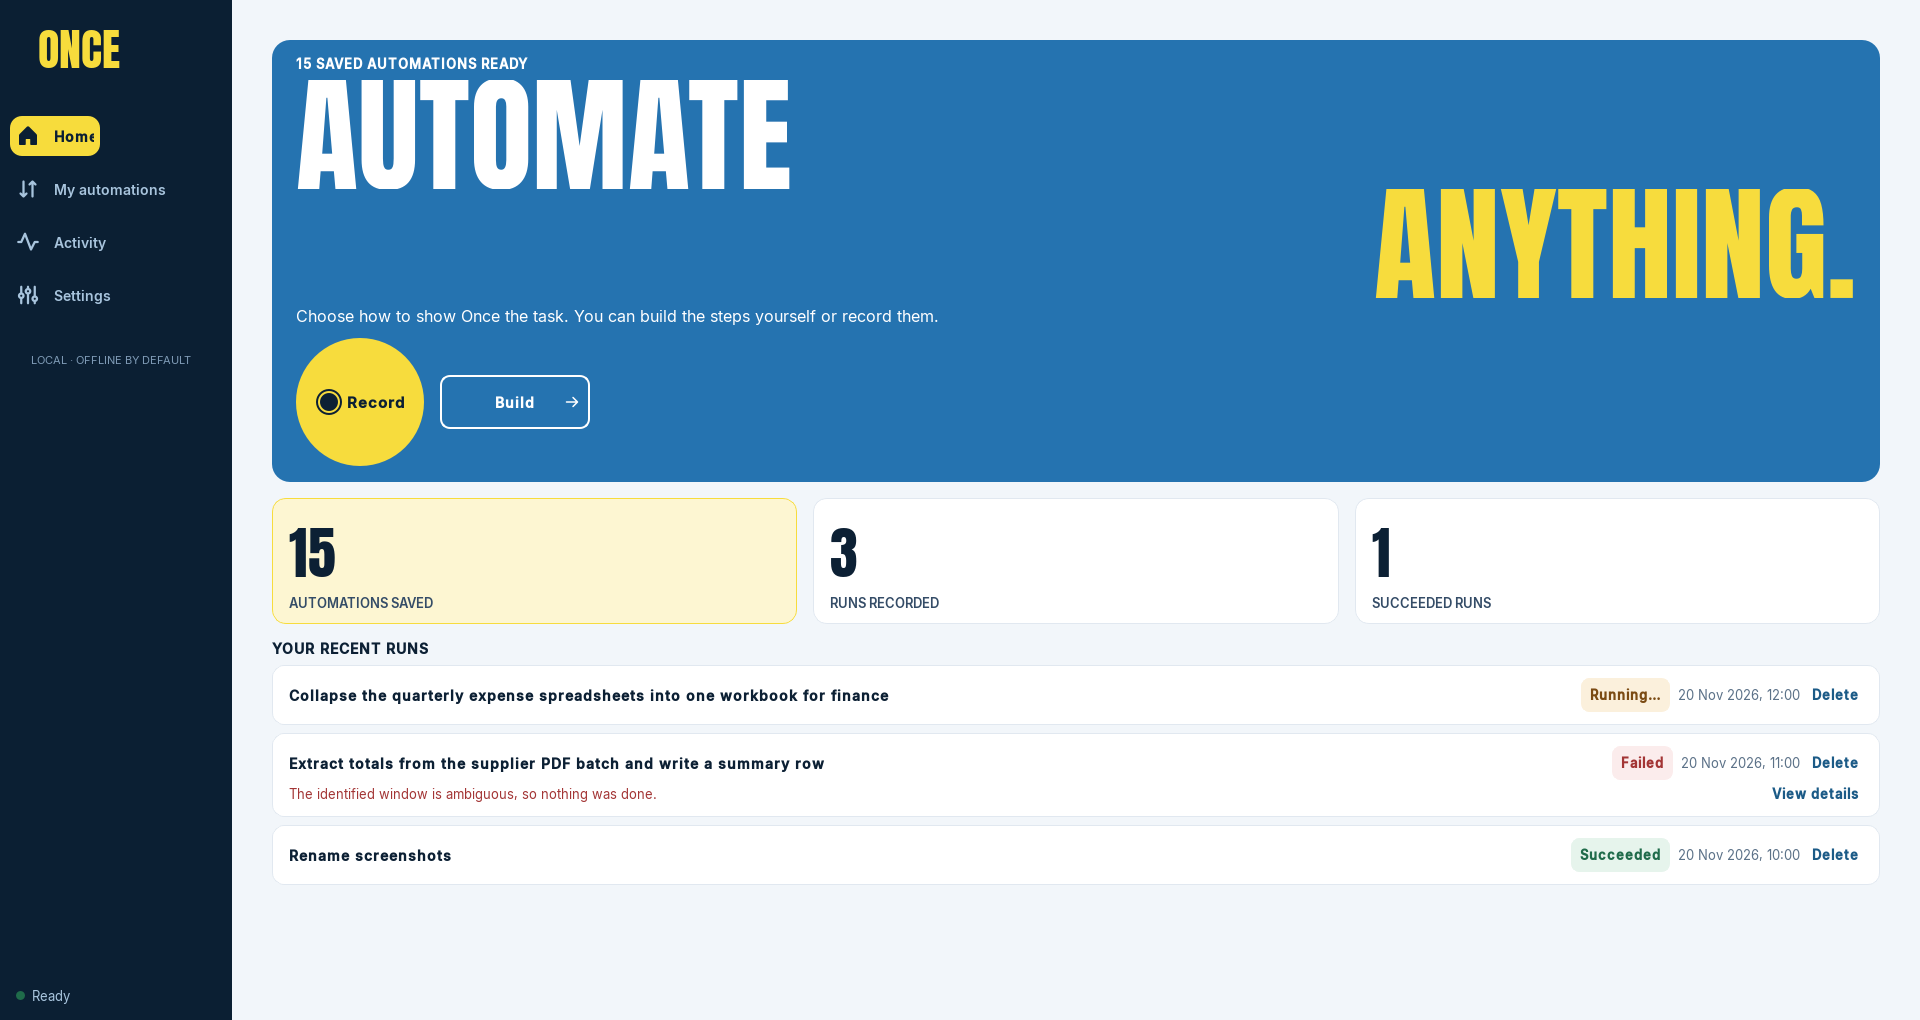 ONCE
Home
My automations
Activity
Settings
LOCAL · OFFLINE BY DEFAULT
Ready
15 SAVED AUTOMATIONS READY
AUTOMATE
ANYTHING.
Choose how to show Once the task. You can build the steps yourself or record them.
Record
Build
15
AUTOMATIONS SAVED
3
RUNS RECORDED
1
SUCCEEDED RUNS
YOUR RECENT RUNS
Collapse the quarterly expense spreadsheets into one workbook for finance Running... 20 Nov 2026, 12:00 Delete
Extract totals from the supplier PDF batch and write a summary row Failed 20 Nov 2026, 11:00 Delete
The identified window is ambiguous, so nothing was done. View details
Rename screenshots Succeeded 20 Nov 2026, 10:00 Delete